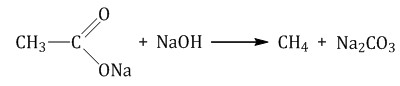 O
CH₃—C + NaOH ⟶ CH₄ + Na₂CO₃
ONa